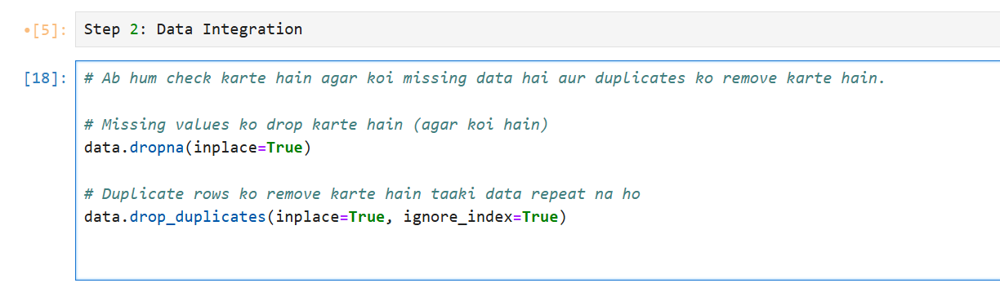 •[5]: Step 2: Data Integration
[18]: # Ab hum check karte hain agar koi missing data hai aur duplicates ko remove karte hain.
# Missing values ko drop karte hain (agar koi hain)
data.dropna(inplace=True)
# Duplicate rows ko remove karte hain taaki data repeat na ho
data.drop_duplicates(inplace=True, ignore_index=True)